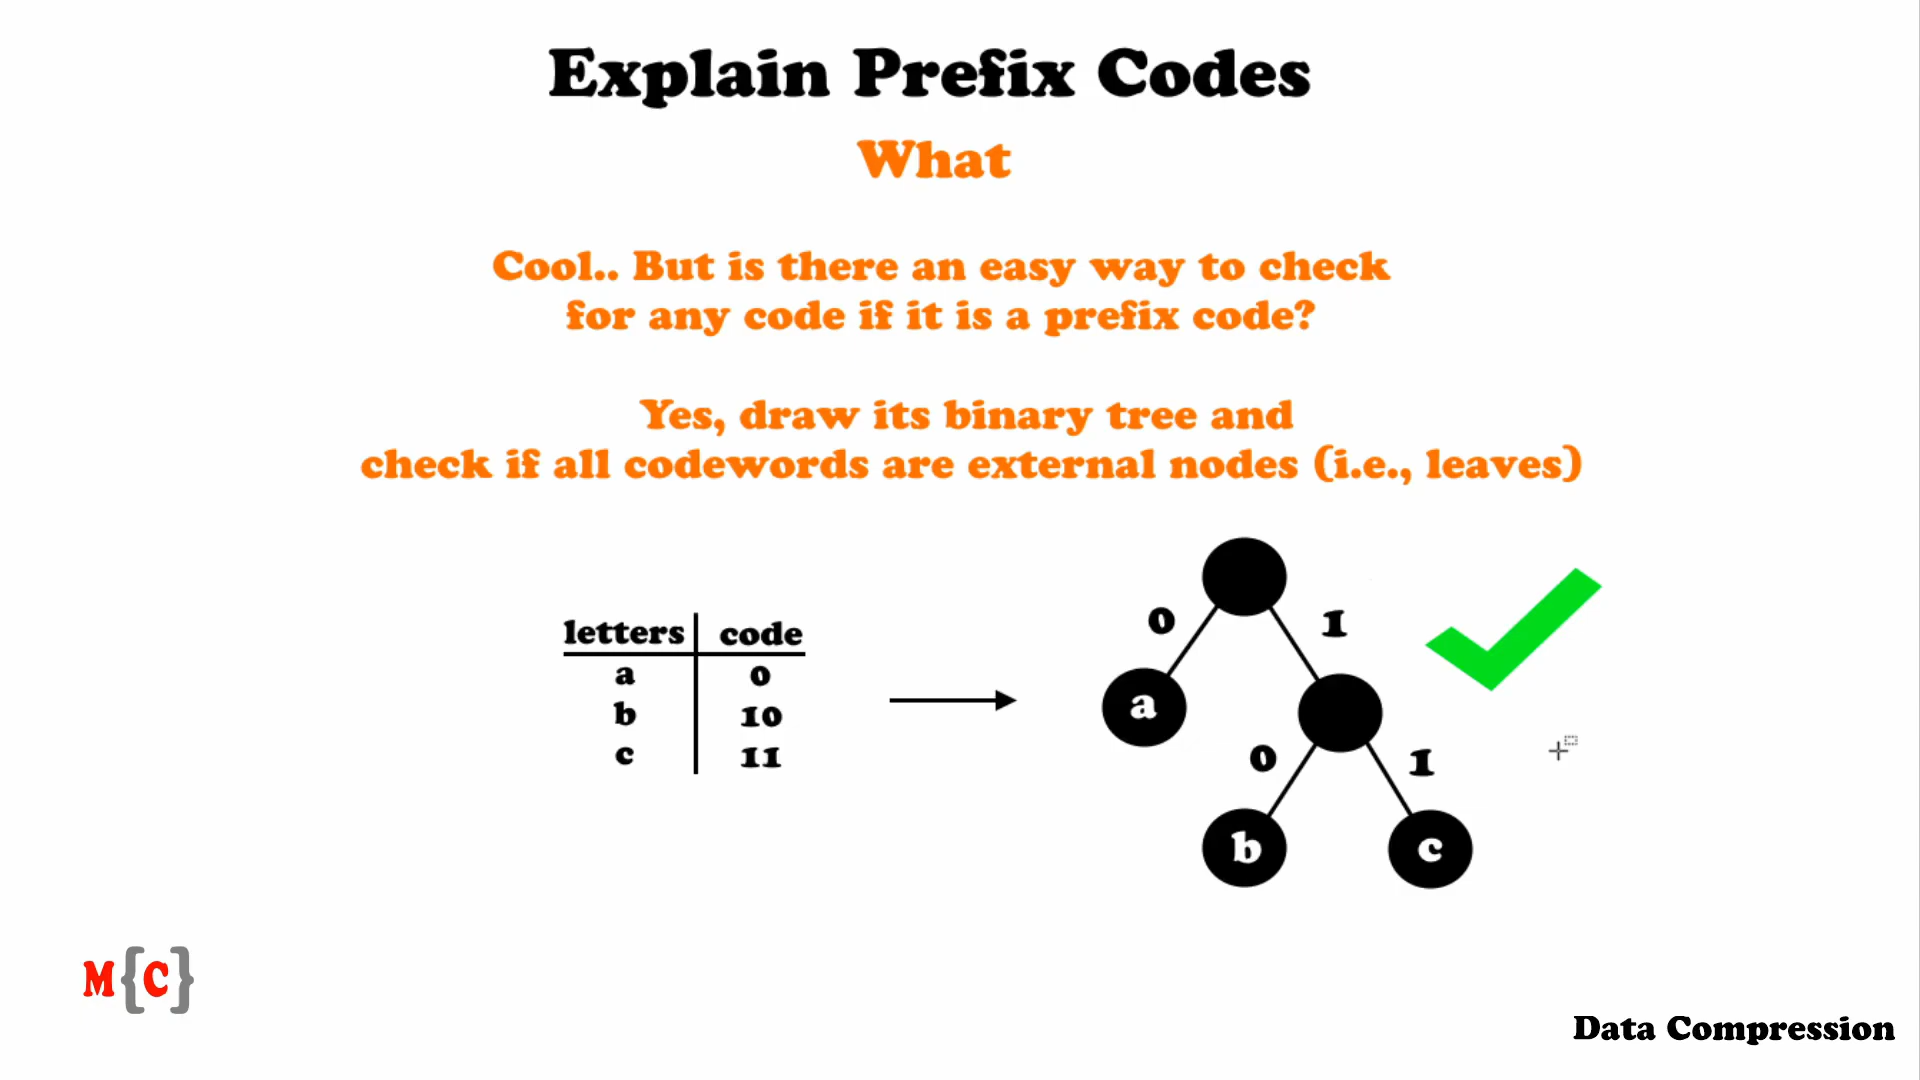 Explain Prefix Codes
What
Cool.. But is there an easy way to check
for any code if it is a prefix code?
Yes, draw its binary tree and
check if all codewords are external nodes (i.e., leaves)
letters code
a 0
b 10
c 11
0 1
a
0 1
b c
M{C}
Data Compression